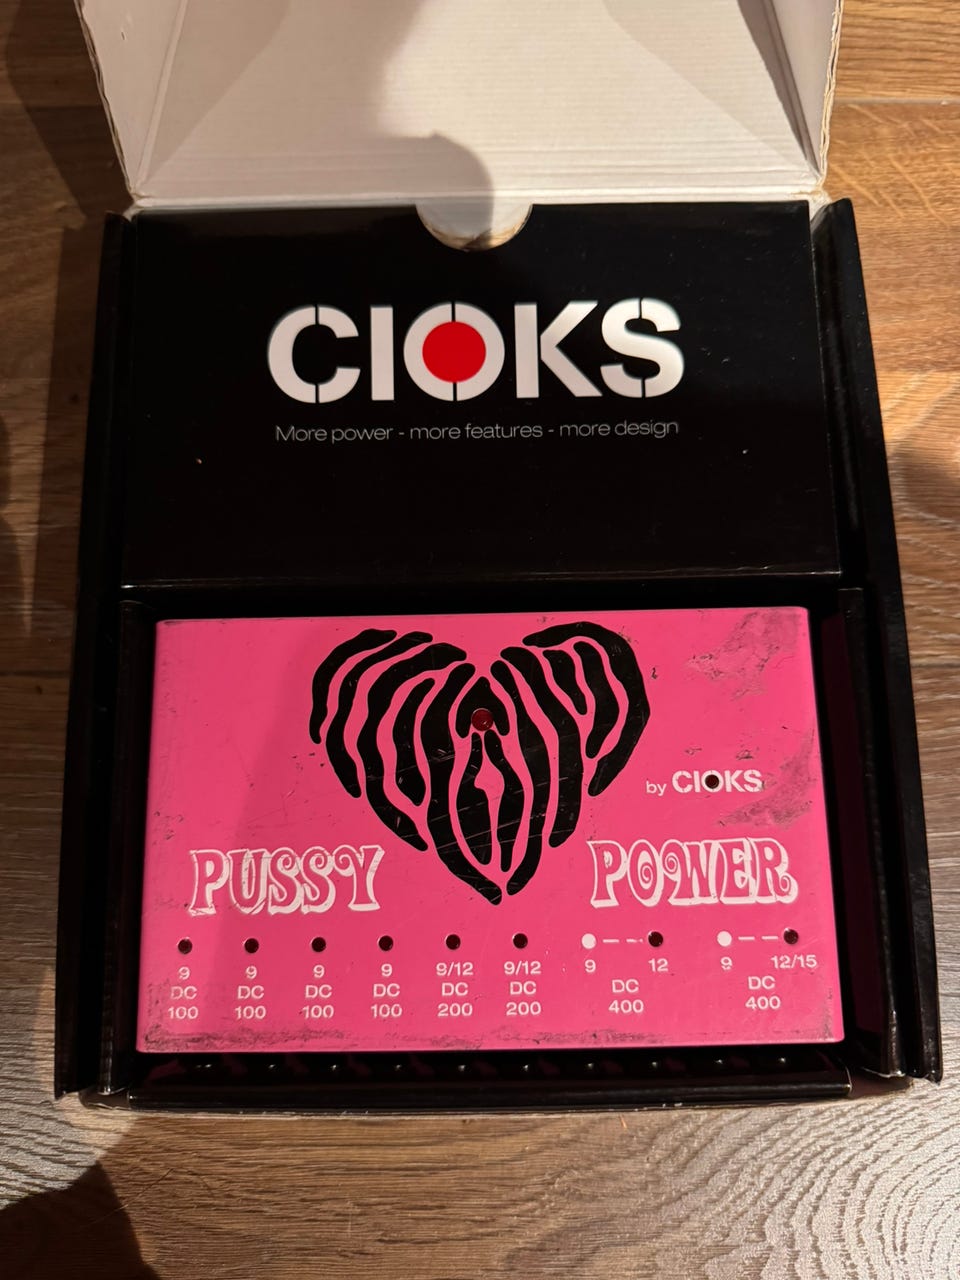 CIOKS
More power - more features - more design
by CIOKS
PUSSY POWER
9 9 9 9 9/12 9/12 9 12 9 12/15
DC DC DC DC DC DC DC DC
100 100 100 100 200 200 400 400